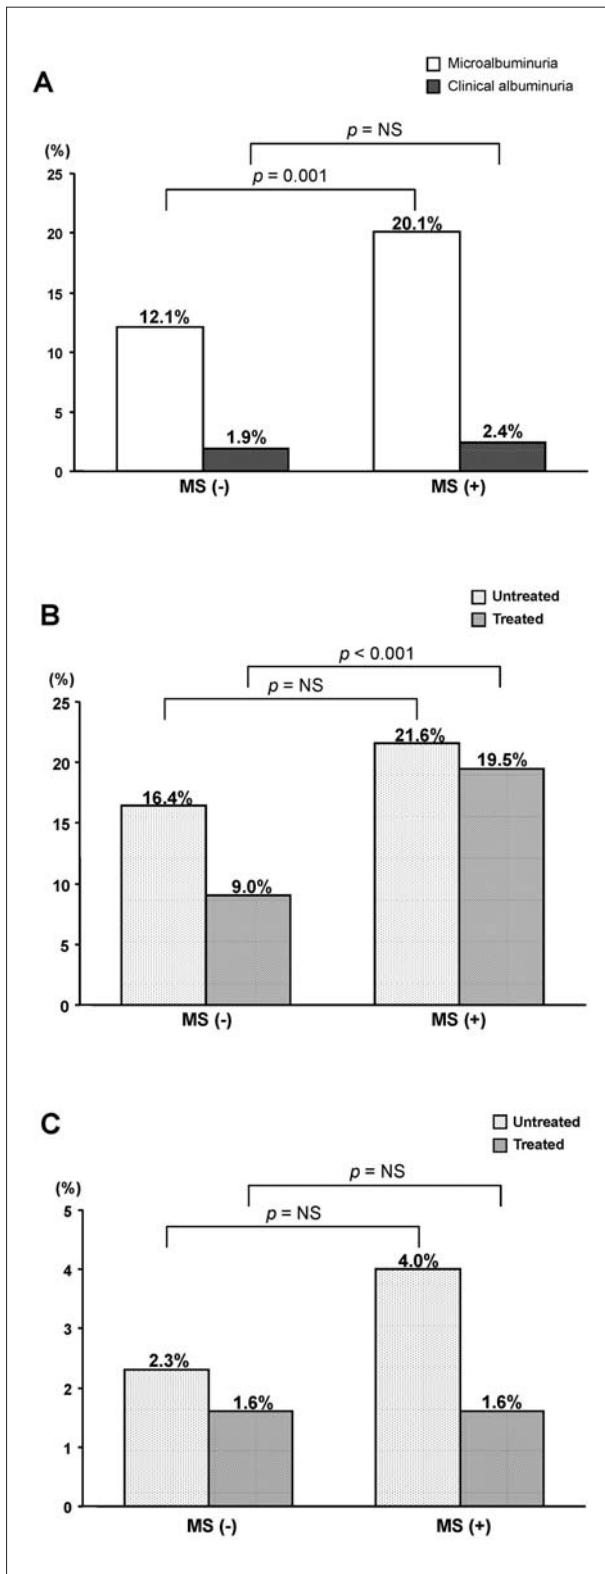 A
Microalbuminuria
Clinical albuminuria
p = NS
(%)
p = 0.001
25
20
15
10
5
0
12.1%
1.9%
20.1%
2.4%
MS (-)
MS (+)
B
Untreated
Treated
p < 0.001
(%)
p = NS
25
20
15
10
5
0
16.4%
9.0%
21.6%
19.5%
MS (-)
MS (+)
C
Untreated
Treated
p = NS
(%)
p = NS
5
4
3
2
1
0
2.3%
1.6%
4.0%
1.6%
MS (-)
MS (+)